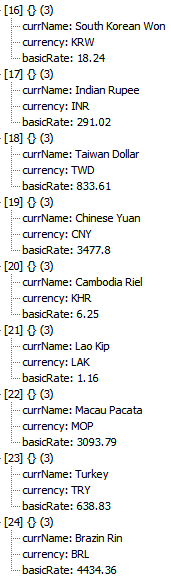 [16] {} (3)
currName: South Korean Won
currency: KRW
basicRate: 18.24
[17] {} (3)
currName: Indian Rupee
currency: INR
basicRate: 291.02
[18] {} (3)
currName: Taiwan Dollar
currency: TWD
basicRate: 833.61
[19] {} (3)
currName: Chinese Yuan
currency: CNY
basicRate: 3477.8
[20] {} (3)
currName: Cambodia Riel
currency: KHR
basicRate: 6.25
[21] {} (3)
currName: Lao Kip
currency: LAK
basicRate: 1.16
[22] {} (3)
currName: Macau Pacata
currency: MOP
basicRate: 3093.79
[23] {} (3)
currName: Turkey
currency: TRY
basicRate: 638.83
[24] {} (3)
currName: Brazin Rin
currency: BRL
basicRate: 4434.36